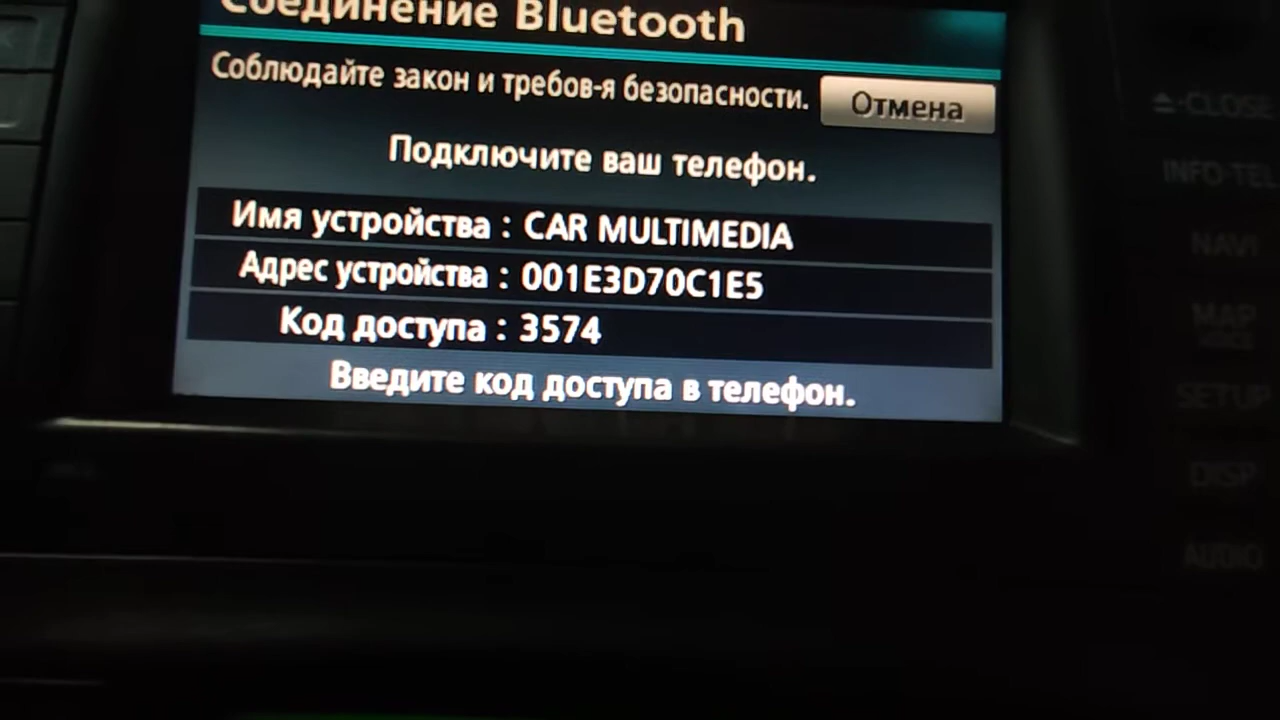 Соединение Bluetooth
Соблюдайте закон и требов-я безопасности.
Отмена
Подключите ваш телефон.
Имя устройства : CAR MULTIMEDIA
Адрес устройства : 001E3D70C1E5
Код доступа : 3574
Введите код доступа в телефон.
⏏·CLOSE
INFO·TEL
NAVI
MAP
SETUP
DISP
AUDIO